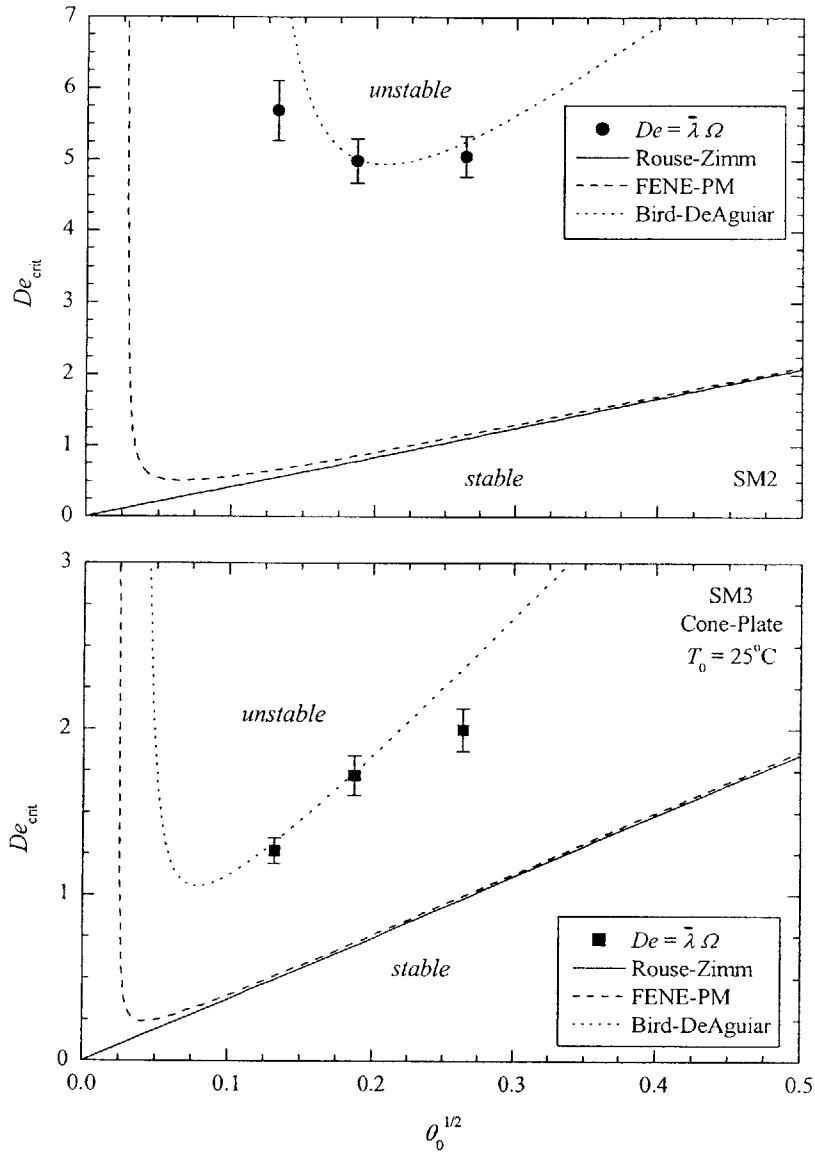 7
6
5
4
3
2
1
0
De_crit
unstable
stable
SM2
De = λ̄ Ω
Rouse-Zimm
FENE-PM
Bird-DeAguiar
3
2
1
0
De_crit
SM3
Cone-Plate
T_0 = 25°C
unstable
stable
De = λ̄ Ω
Rouse-Zimm
FENE-PM
Bird-DeAguiar
0.0 0.1 0.2 0.3 0.4 0.5
θ_0^1/2